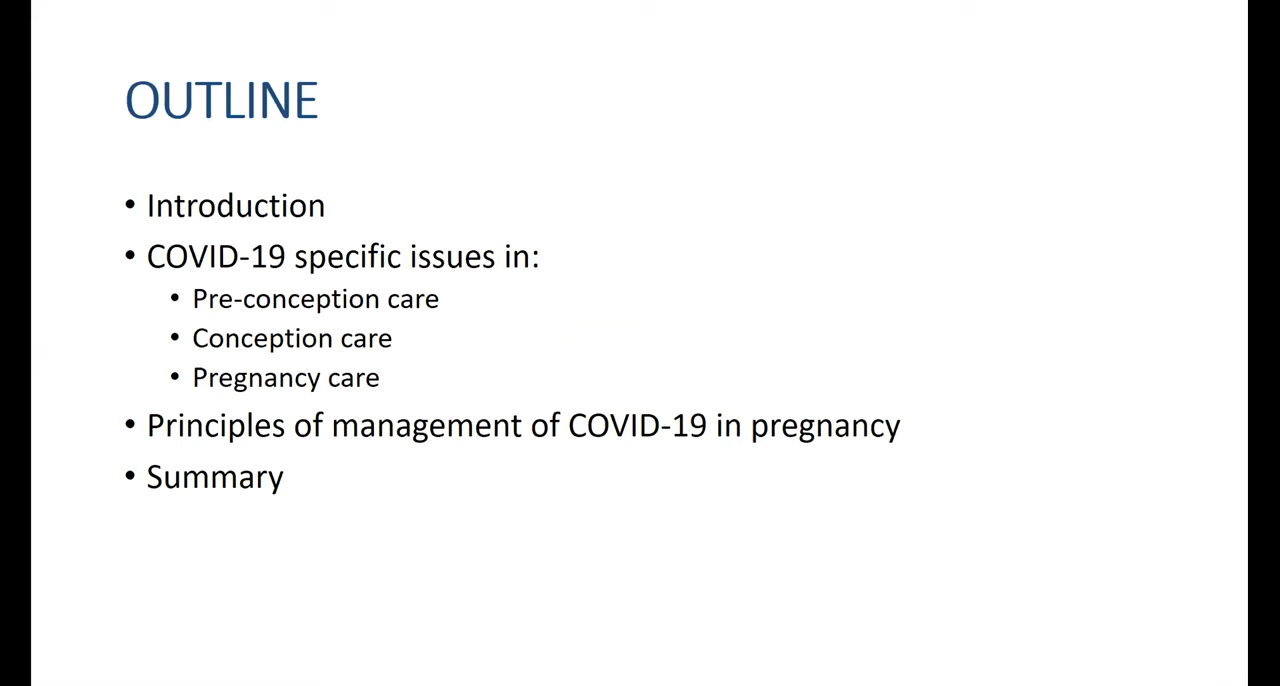 OUTLINE
• Introduction
• COVID-19 specific issues in:
• Pre-conception care
• Conception care
• Pregnancy care
• Principles of management of COVID-19 in pregnancy
• Summary